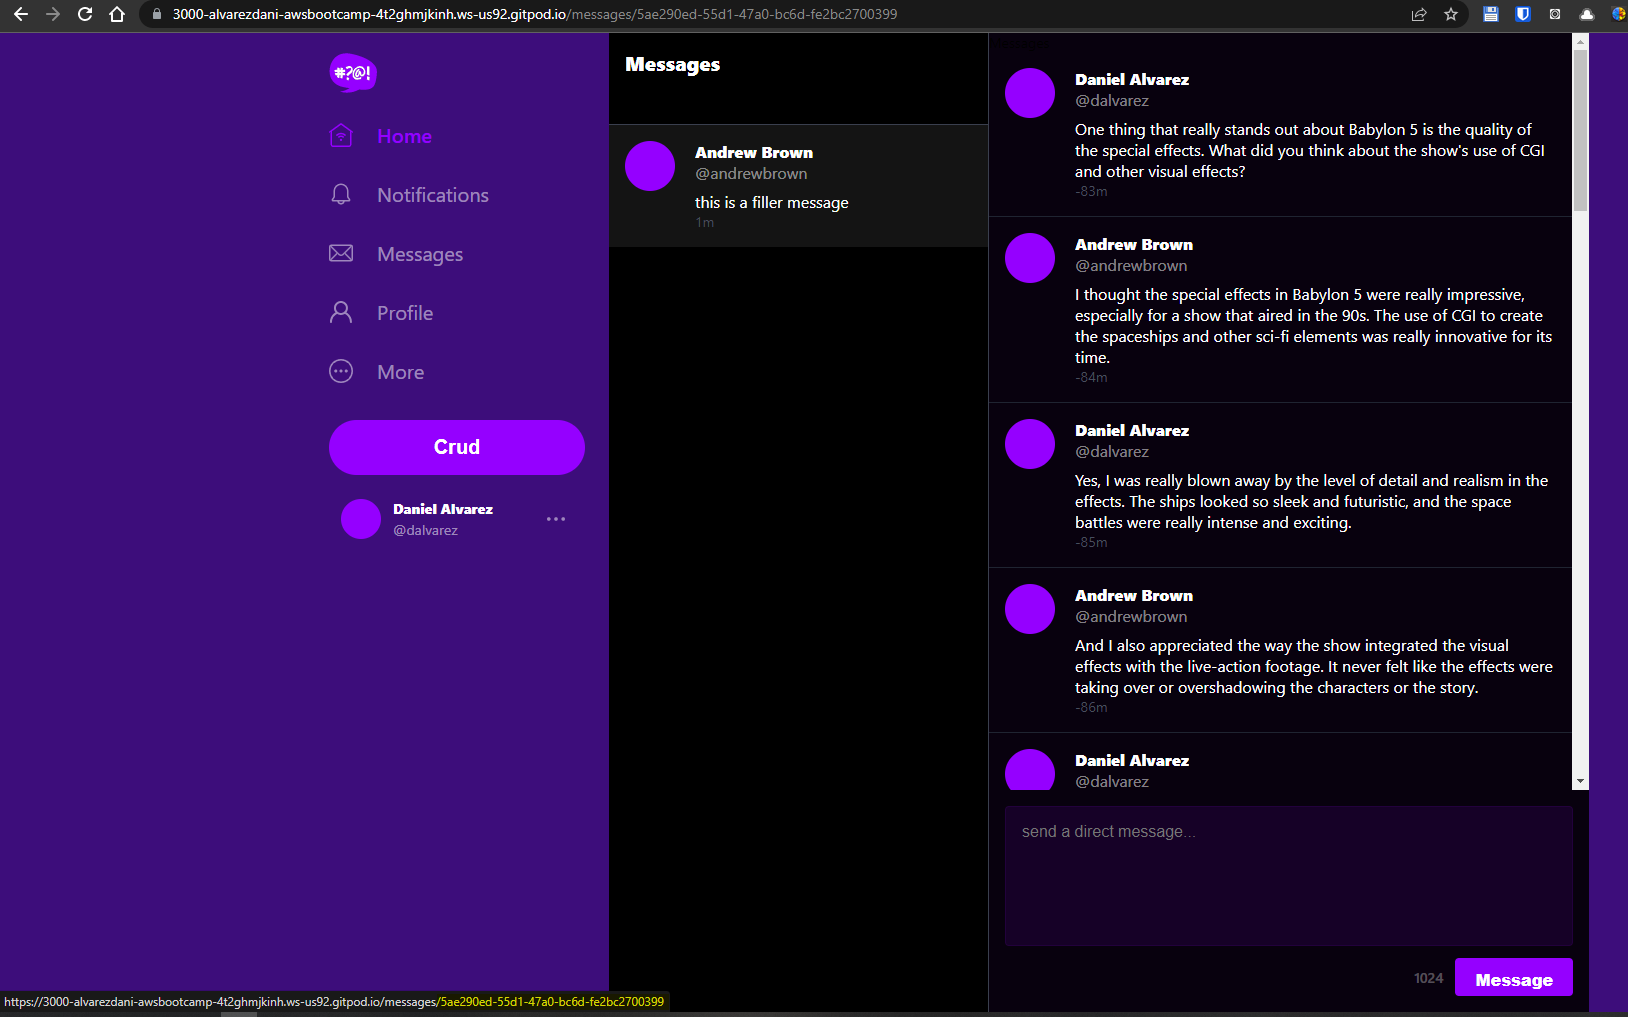 3000-alvarezdani-awsbootcamp-4t2ghmjkinh.ws-us92.gitpod.io/messages/5ae290ed-55d1-47a0-bc6d-fe2bc2700399
#?@!
Home
Notifications
Messages
Profile
More
Crud
Daniel Alvarez
@dalvarez
Messages
Andrew Brown
@andrewbrown
this is a filler message
1m
Daniel Alvarez
@dalvarez
One thing that really stands out about Babylon 5 is the quality of
the special effects. What did you think about the show's use of CGI
and other visual effects?
-83m
Andrew Brown
@andrewbrown
I thought the special effects in Babylon 5 were really impressive,
especially for a show that aired in the 90s. The use of CGI to create
the spaceships and other sci-fi elements was really innovative for its
time.
-84m
Daniel Alvarez
@dalvarez
Yes, I was really blown away by the level of detail and realism in the
effects. The ships looked so sleek and futuristic, and the space
battles were really intense and exciting.
-85m
Andrew Brown
@andrewbrown
And I also appreciated the way the show integrated the visual
effects with the live-action footage. It never felt like the effects were
taking over or overshadowing the characters or the story.
-86m
Daniel Alvarez
@dalvarez
send a direct message...
1024
Message
https://3000-alvarezdani-awsbootcamp-4t2ghmjkinh.ws-us92.gitpod.io/messages/5ae290ed-55d1-47a0-bc6d-fe2bc2700399